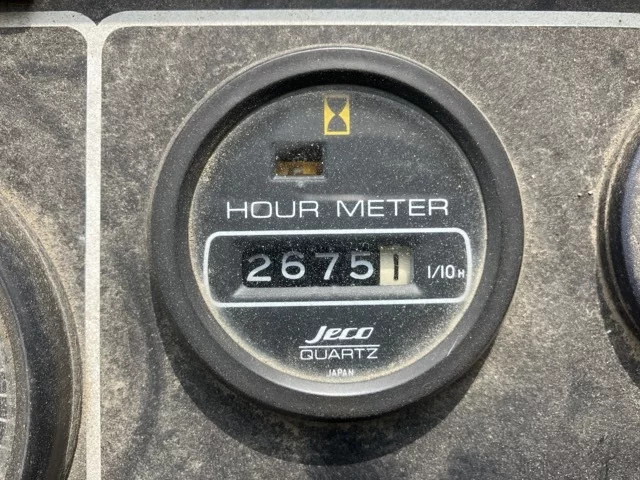 HOUR METER
26751 1/10H
Jeco
QUARTZ
JAPAN